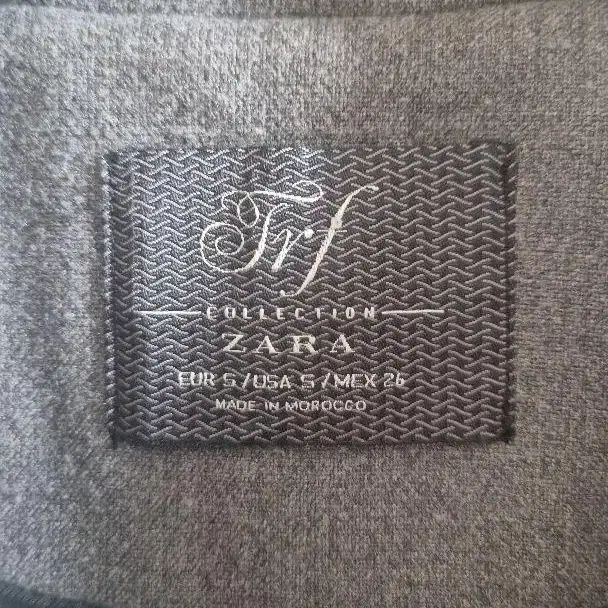 Trf
COLLECTION
ZARA
EUR S/USA S/MEX 26
MADE IN MOROCCO